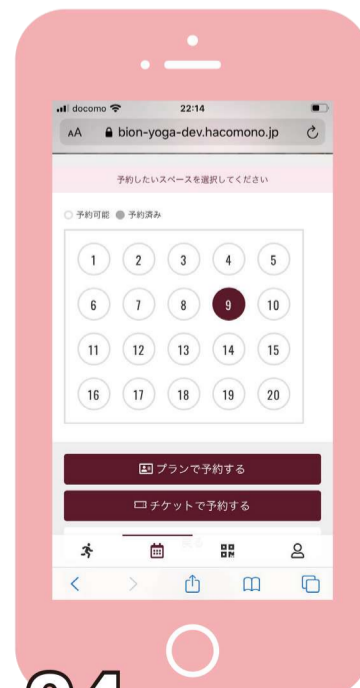 docomo 22:14
AA bion-yoga-dev.hacomono.jp
予約したいスペースを選択してください
予約可能 予約済み
1 2 3 4 5
6 7 8 9 10
11 12 13 14 15
16 17 18 19 20
プランで予約する
チケットで予約する